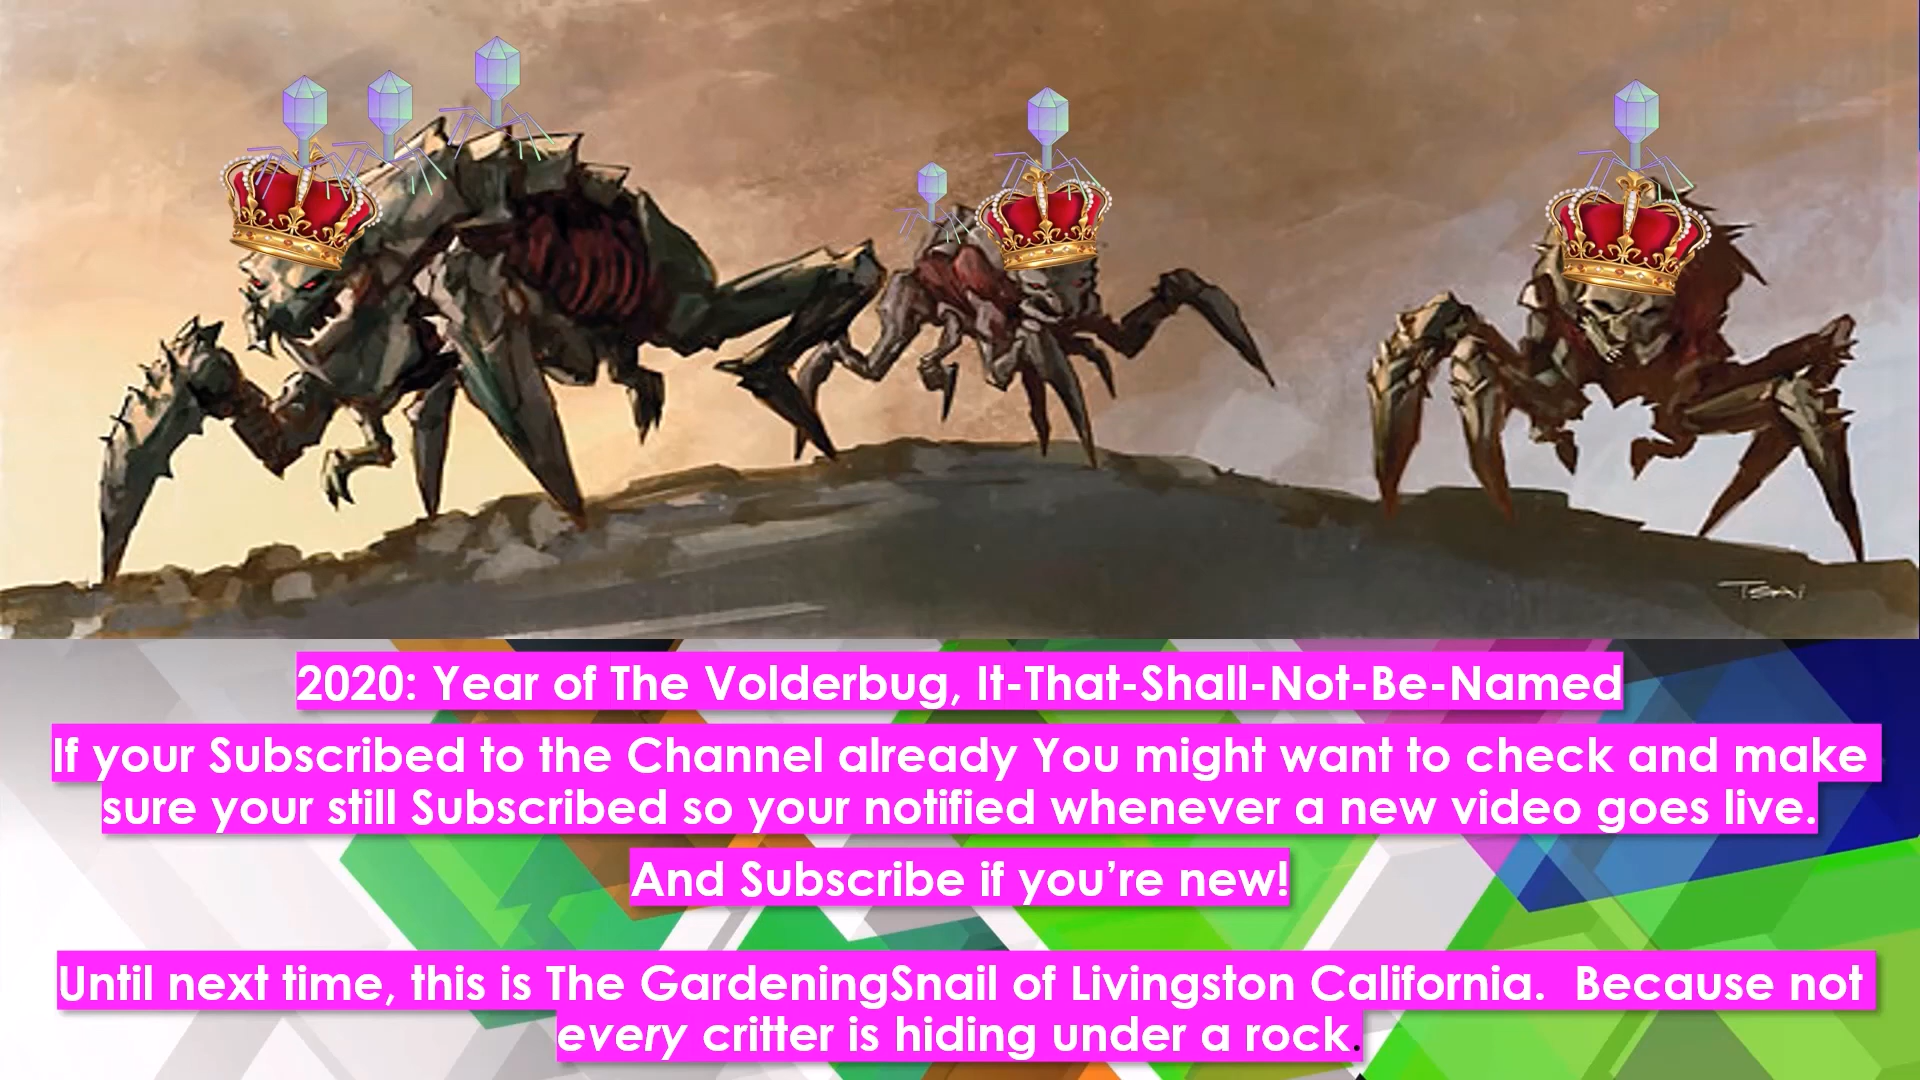 TSAI
2020: Year of The Volderbug, It-That-Shall-Not-Be-Named
If your Subscribed to the Channel already You might want to check and make
sure your still Subscribed so your notified whenever a new video goes live.
And Subscribe if you’re new!
Until next time, this is The GardeningSnail of Livingston California.  Because not
every critter is hiding under a rock.